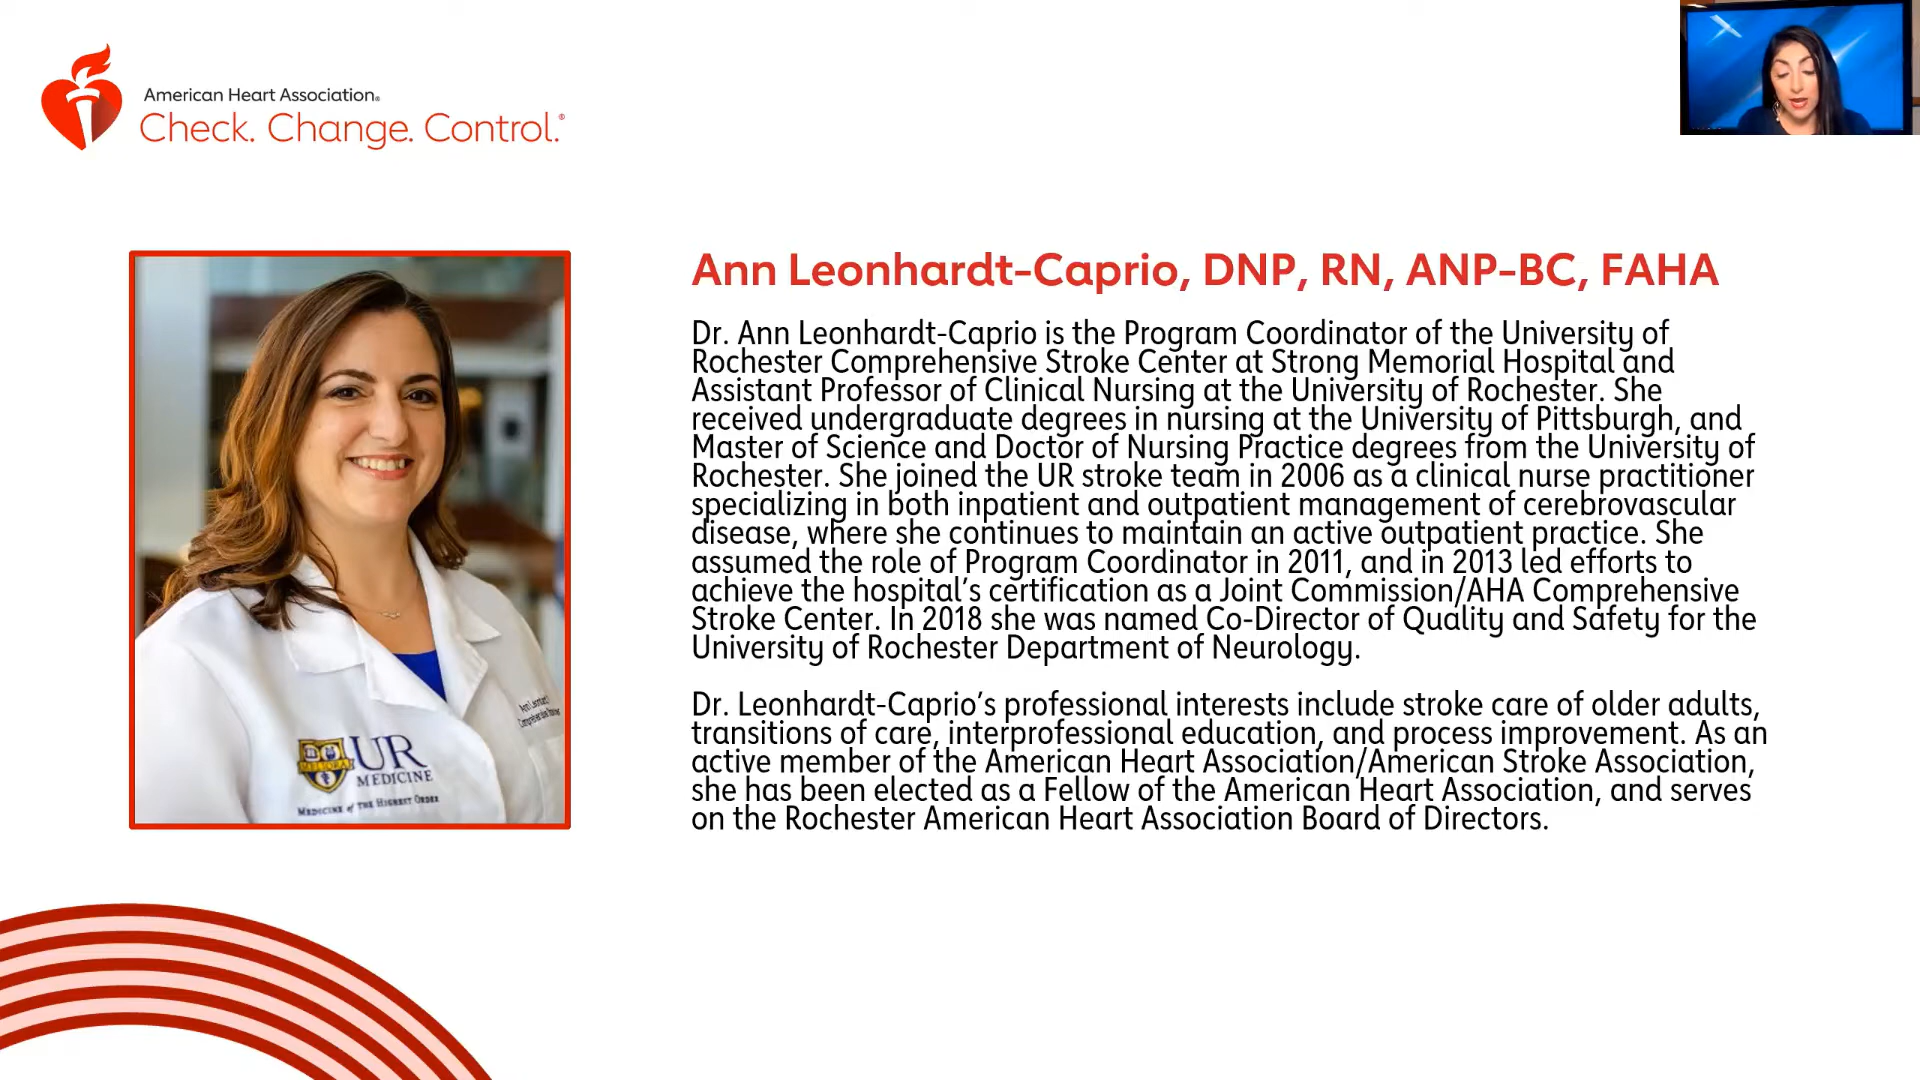 American Heart Association®
Check. Change. Control.®
Ann Leonhardt-Caprio, DNP, RN, ANP-BC, FAHA
Dr. Ann Leonhardt-Caprio is the Program Coordinator of the University of
Rochester Comprehensive Stroke Center at Strong Memorial Hospital and
Assistant Professor of Clinical Nursing at the University of Rochester. She
received undergraduate degrees in nursing at the University of Pittsburgh, and
Master of Science and Doctor of Nursing Practice degrees from the University of
Rochester. She joined the UR stroke team in 2006 as a clinical nurse practitioner
specializing in both inpatient and outpatient management of cerebrovascular
disease, where she continues to maintain an active outpatient practice. She
assumed the role of Program Coordinator in 2011, and in 2013 led efforts to
achieve the hospital’s certification as a Joint Commission/AHA Comprehensive
Stroke Center. In 2018 she was named Co-Director of Quality and Safety for the
University of Rochester Department of Neurology.
Dr. Leonhardt-Caprio’s professional interests include stroke care of older adults,
transitions of care, interprofessional education, and process improvement. As an
active member of the American Heart Association/American Stroke Association,
she has been elected as a Fellow of the American Heart Association, and serves
on the Rochester American Heart Association Board of Directors.
MELIORA
UR
MEDICINE
MEDICINE of THE HIGHEST ORDER